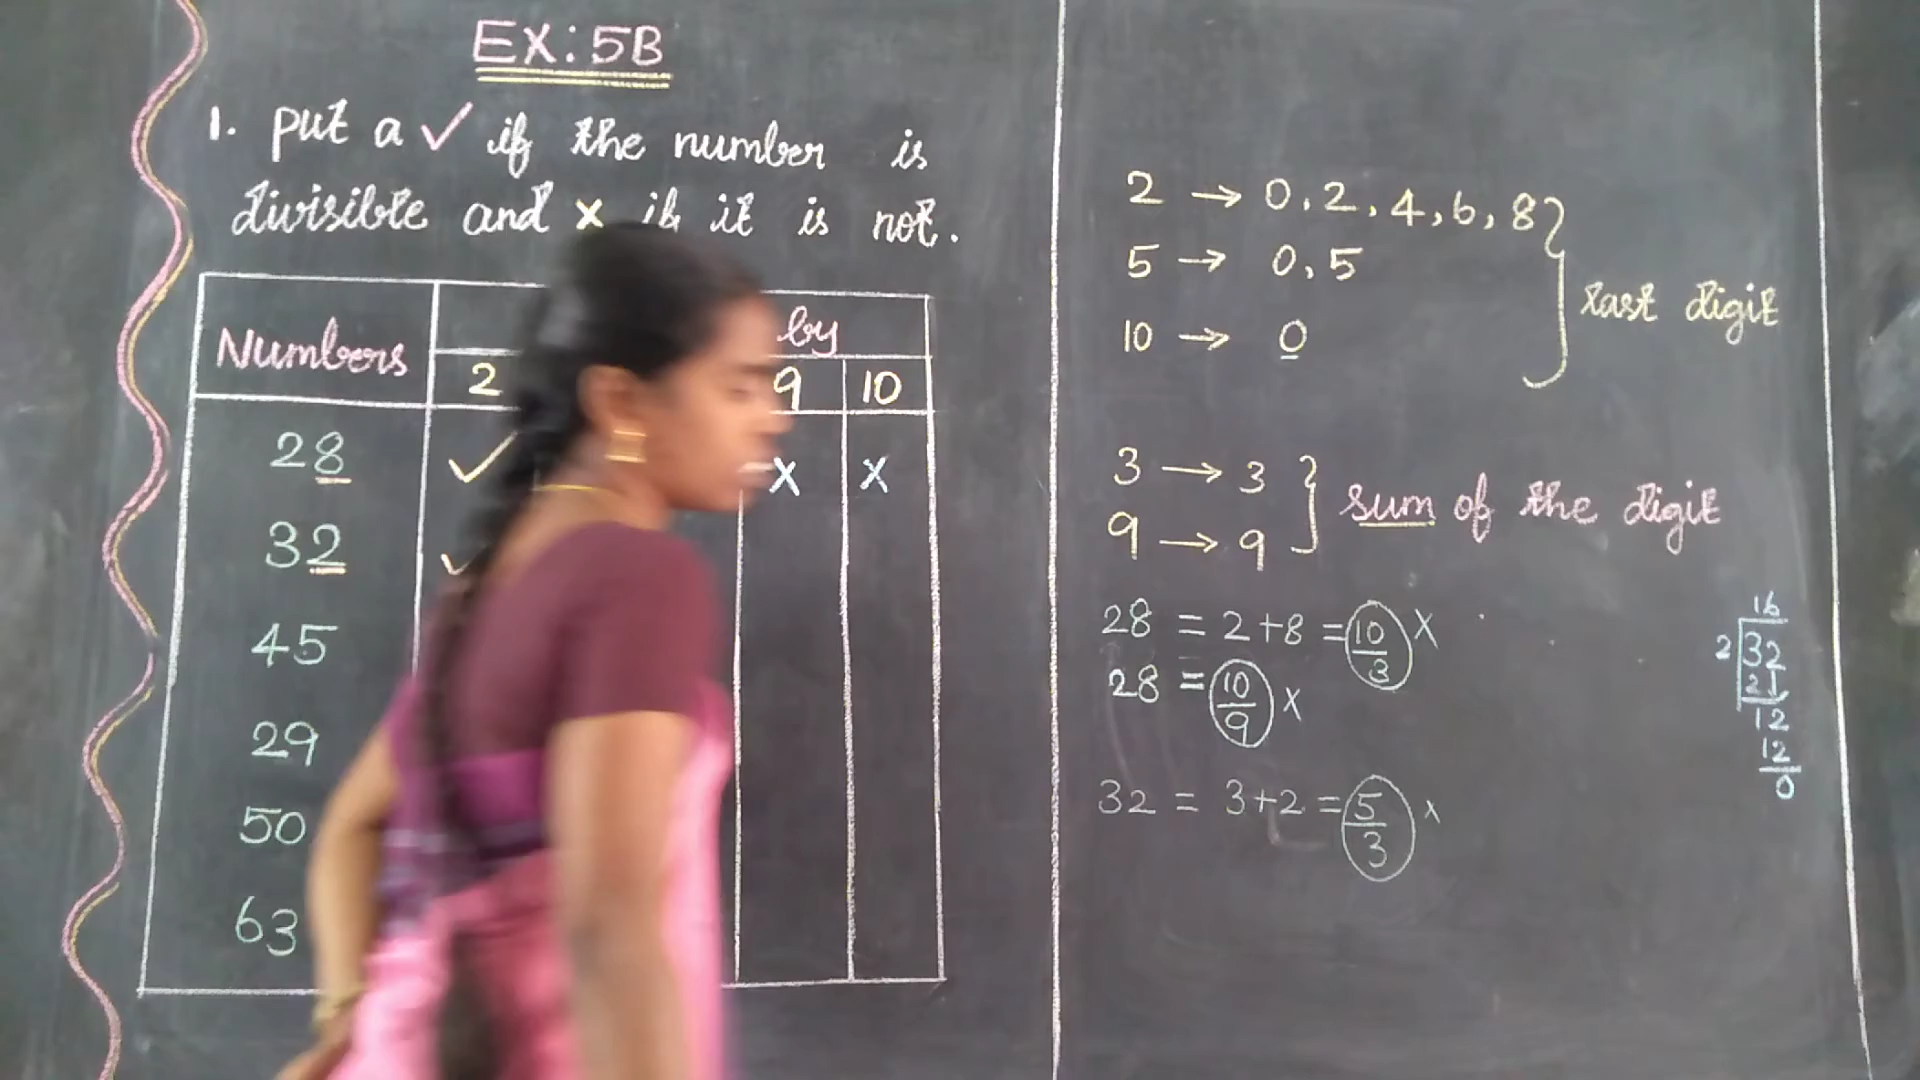 EX: 5B
1. put a ✓ if the number is
divisible and x if it is not.
Numbers by
2 9 10
28 ✓ x x
32 ✓
45
29
50
63
2 → 0, 2, 4, 6, 8
5 → 0, 5
10 → 0
last digit
3 → 3
9 → 9
sum of the digit
28 = 2+8 = 10/3 x
28 = 10/9 x
32 = 3+2 = 5/3 x
16
2 32
2↓
12
12
0